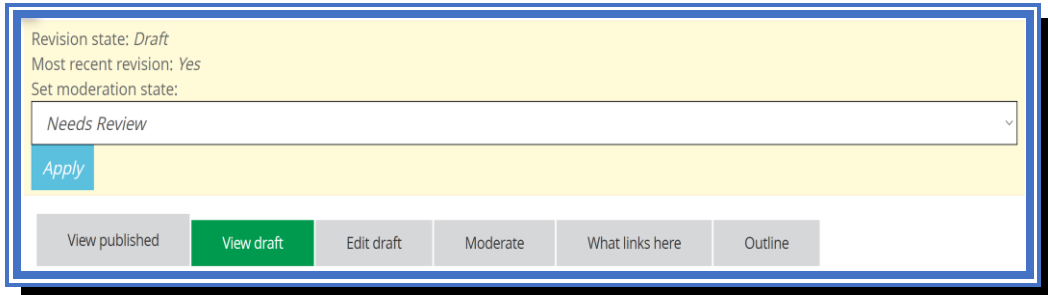 Revision state: Draft
Most recent revision: Yes
Set moderation state:
Needs Review
Apply
View published View draft Edit draft Moderate What links here Outline